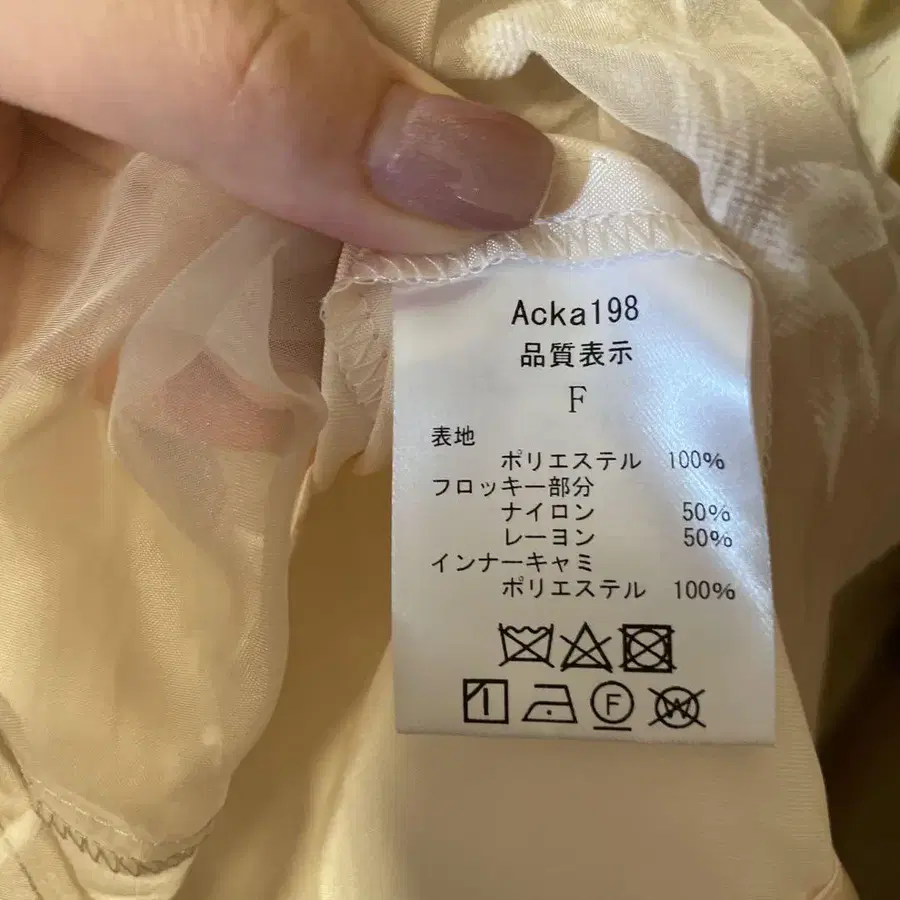 Acka198
品質表示
F
表地
ポリエステル 100%
フロッキー部分
ナイロン 50%
レーヨン 50%
インナーキャミ
ポリエステル 100%
F W